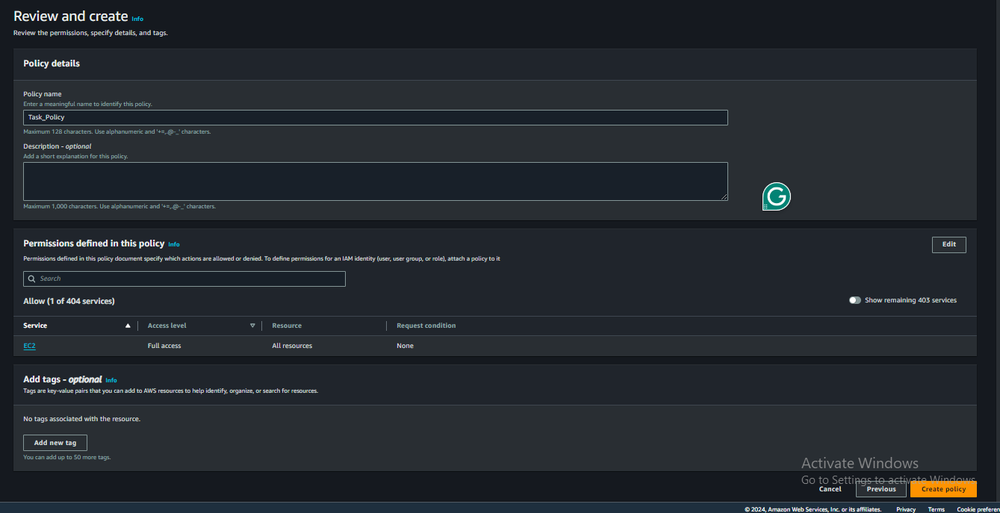 Review and create Info
Review the permissions, specify details, and tags.
Policy details
Policy name
Enter a meaningful name to identify this policy.
Task_Policy
Maximum 128 characters. Use alphanumeric and '+=,.@-_' characters.
Description - optional
Add a short explanation for this policy.
Maximum 1,000 characters. Use alphanumeric and '+=,.@-_' characters.
G
Permissions defined in this policy Info
Edit
Permissions defined in this policy document specify which actions are allowed or denied. To define permissions for an IAM identity (user, user group, or role), attach a policy to it
Search
Allow (1 of 404 services)
Show remaining 403 services
Service Access level Resource Request condition
EC2 Full access All resources None
Add tags - optional Info
Tags are key-value pairs that you can add to AWS resources to help identify, organize, or search for resources.
No tags associated with the resource.
Add new tag
You can add up to 50 more tags.
Activate Windows
Go to Settings to activate Windows.
Cancel Previous Create policy
© 2024, Amazon Web Services, Inc. or its affiliates. Privacy Terms Cookie preferen